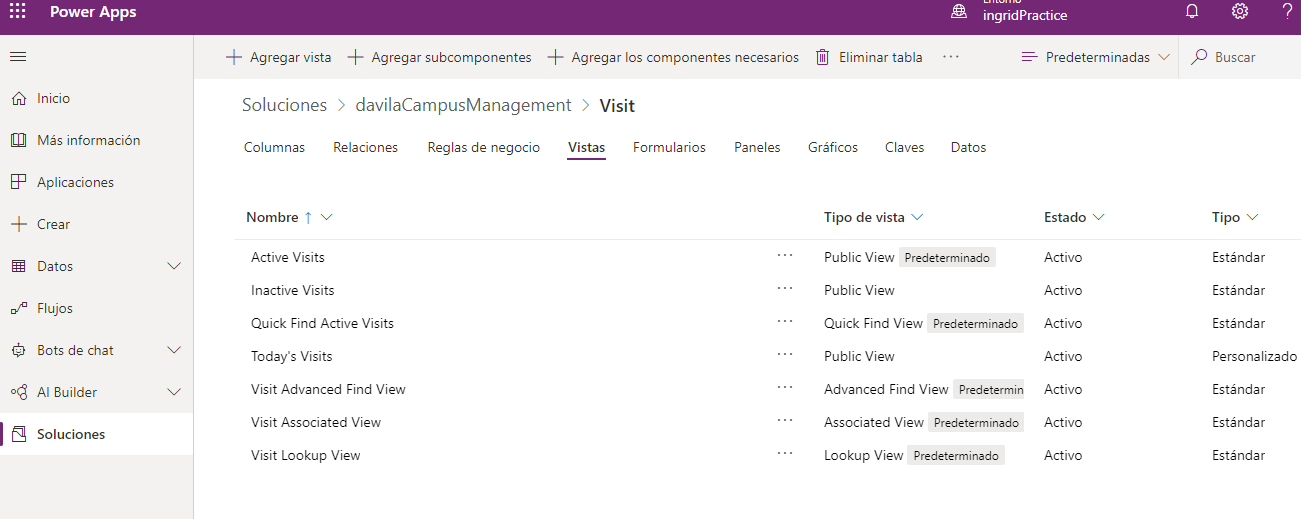 Power Apps
Entorno
ingridPractice
?
Agregar vista
Agregar subcomponentes
Agregar los componentes necesarios
Eliminar tabla
...
Predeterminadas
Buscar
Inicio
Más información
Aplicaciones
Crear
Datos
Flujos
Bots de chat
AI Builder
Soluciones
Soluciones > davilaCampusManagement > Visit
Columnas Relaciones Reglas de negocio Vistas Formularios Paneles Gráficos Claves Datos
Nombre ↑ Tipo de vista Estado Tipo
Active Visits ... Public View Predeterminado Activo Estándar
Inactive Visits ... Public View Activo Estándar
Quick Find Active Visits ... Quick Find View Predeterminado Activo Estándar
Today's Visits ... Public View Activo Personalizado
Visit Advanced Find View ... Advanced Find View Predetermin Activo Estándar
Visit Associated View ... Associated View Predeterminado Activo Estándar
Visit Lookup View ... Lookup View Predeterminado Activo Estándar